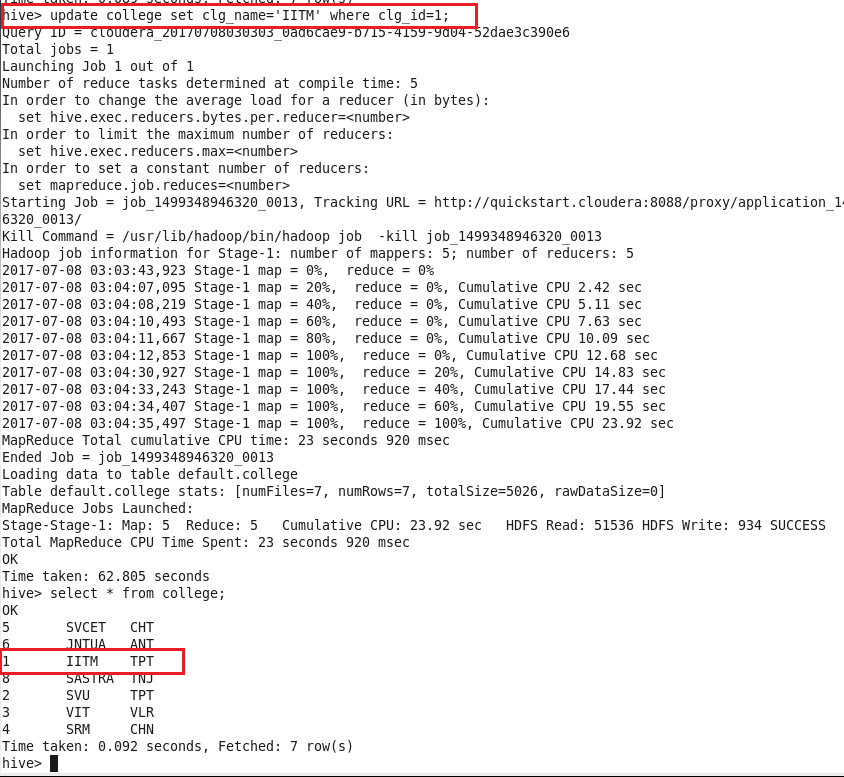 Time taken: 0.089 seconds, Fetched: 7 row(s)
hive> update college set clg_name='IITM' where clg_id=1;
Query ID = cloudera_20170708030303_0ad6cae9-b715-4159-9d04-52dae3c390e6
Total jobs = 1
Launching Job 1 out of 1
Number of reduce tasks determined at compile time: 5
In order to change the average load for a reducer (in bytes):
  set hive.exec.reducers.bytes.per.reducer=<number>
In order to limit the maximum number of reducers:
  set hive.exec.reducers.max=<number>
In order to set a constant number of reducers:
  set mapreduce.job.reduces=<number>
Starting Job = job_1499348946320_0013, Tracking URL = http://quickstart.cloudera:8088/proxy/application_14
6320_0013/
Kill Command = /usr/lib/hadoop/bin/hadoop job  -kill job_1499348946320_0013
Hadoop job information for Stage-1: number of mappers: 5; number of reducers: 5
2017-07-08 03:03:43,923 Stage-1 map = 0%,  reduce = 0%
2017-07-08 03:04:07,095 Stage-1 map = 20%,  reduce = 0%, Cumulative CPU 2.42 sec
2017-07-08 03:04:08,219 Stage-1 map = 40%,  reduce = 0%, Cumulative CPU 5.11 sec
2017-07-08 03:04:10,493 Stage-1 map = 60%,  reduce = 0%, Cumulative CPU 7.63 sec
2017-07-08 03:04:11,667 Stage-1 map = 80%,  reduce = 0%, Cumulative CPU 10.09 sec
2017-07-08 03:04:12,853 Stage-1 map = 100%,  reduce = 0%, Cumulative CPU 12.68 sec
2017-07-08 03:04:30,927 Stage-1 map = 100%,  reduce = 20%, Cumulative CPU 14.83 sec
2017-07-08 03:04:33,243 Stage-1 map = 100%,  reduce = 40%, Cumulative CPU 17.44 sec
2017-07-08 03:04:34,407 Stage-1 map = 100%,  reduce = 60%, Cumulative CPU 19.55 sec
2017-07-08 03:04:35,497 Stage-1 map = 100%,  reduce = 100%, Cumulative CPU 23.92 sec
MapReduce Total cumulative CPU time: 23 seconds 920 msec
Ended Job = job_1499348946320_0013
Loading data to table default.college
Table default.college stats: [numFiles=7, numRows=7, totalSize=5026, rawDataSize=0]
MapReduce Jobs Launched:
Stage-Stage-1: Map: 5  Reduce: 5   Cumulative CPU: 23.92 sec   HDFS Read: 51536 HDFS Write: 934 SUCCESS
Total MapReduce CPU Time Spent: 23 seconds 920 msec
OK
Time taken: 62.805 seconds
hive> select * from college;
OK
5       SVCET   CHT
6       JNTUA   ANT
1       IITM    TPT
8       SASTRA  TNJ
2       SVU     TPT
3       VIT     VLR
4       SRM     CHN
Time taken: 0.092 seconds, Fetched: 7 row(s)
hive>